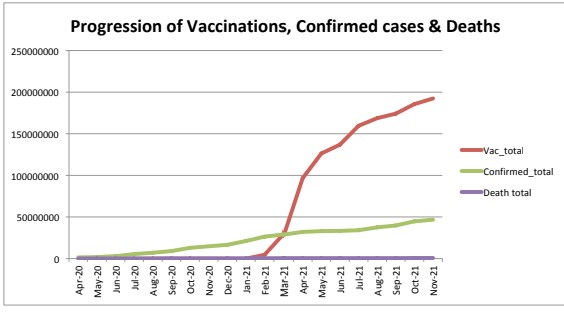 Progression of Vaccinations, Confirmed cases & Deaths
250000000
200000000
150000000
100000000
50000000
0
Apr-20
May-20
Jun-20
Jul-20
Aug-20
Sep-20
Oct-20
Nov-20
Dec-20
Jan-21
Feb-21
Mar-21
Apr-21
May-21
Jun-21
Jul-21
Aug-21
Sep-21
Oct-21
Nov-21
Vac_total
Confirmed_total
Death total